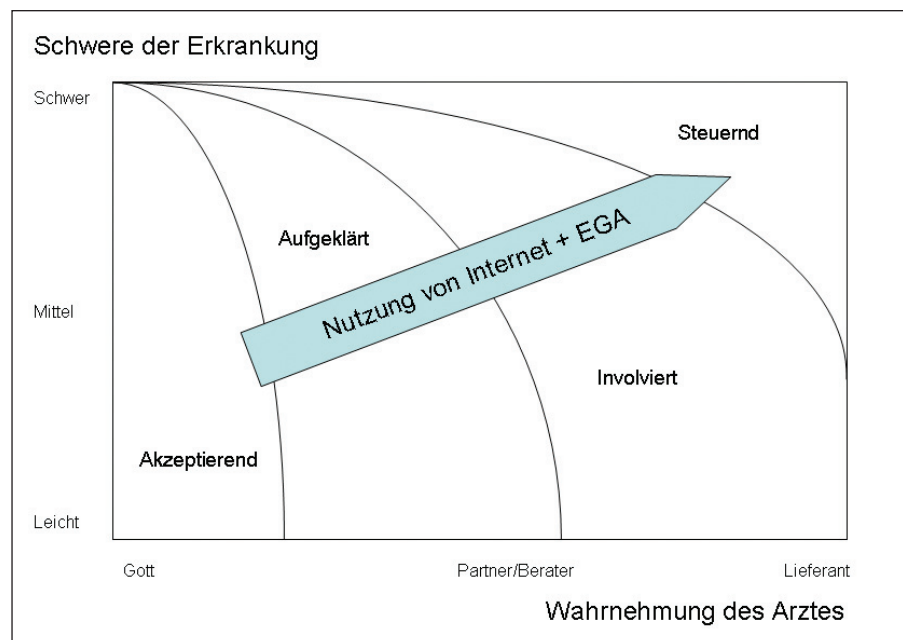 Schwere der Erkrankung
Schwer
Steuernd
Aufgeklärt
Nutzung von Internet + EGA
Mittel
Involviert
Akzeptierend
Leicht
Gott
Partner/Berater
Lieferant
Wahrnehmung des Arztes